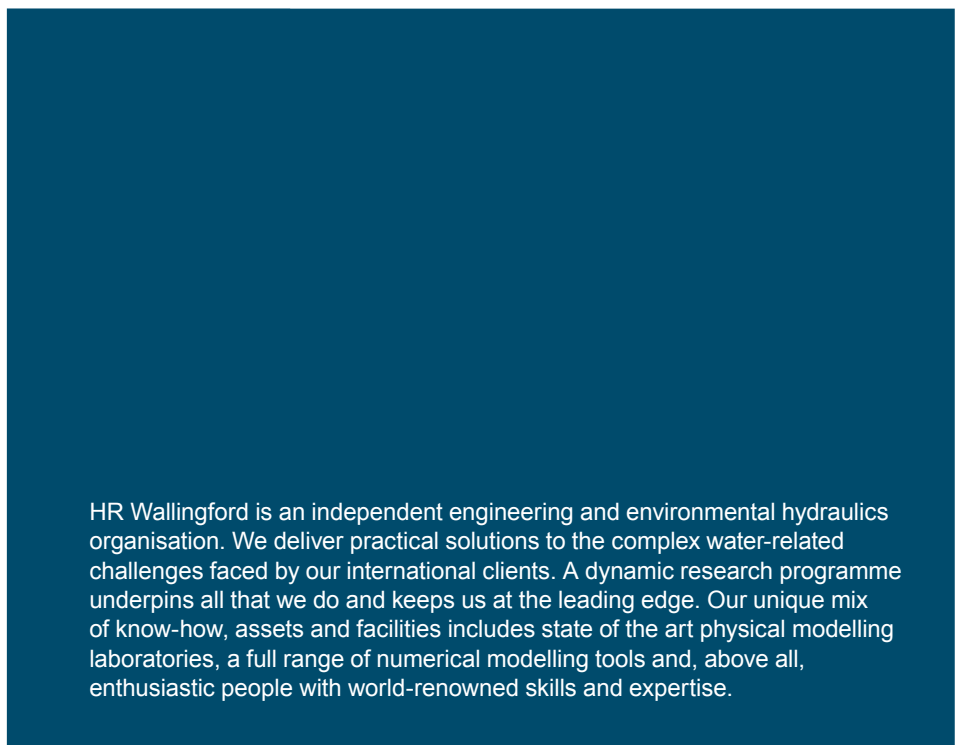 HR Wallingford is an independent engineering and environmental hydraulics
organisation. We deliver practical solutions to the complex water-related
challenges faced by our international clients. A dynamic research programme
underpins all that we do and keeps us at the leading edge. Our unique mix
of know-how, assets and facilities includes state of the art physical modelling
laboratories, a full range of numerical modelling tools and, above all,
enthusiastic people with world-renowned skills and expertise.